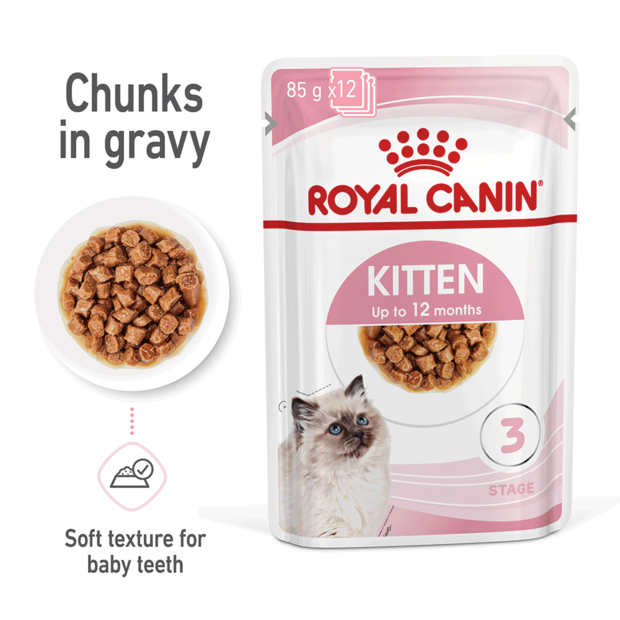 Chunks
in gravy
Soft texture for
baby teeth
85 g x12
ROYAL CANIN®
KITTEN
Up to 12 months
3
STAGE